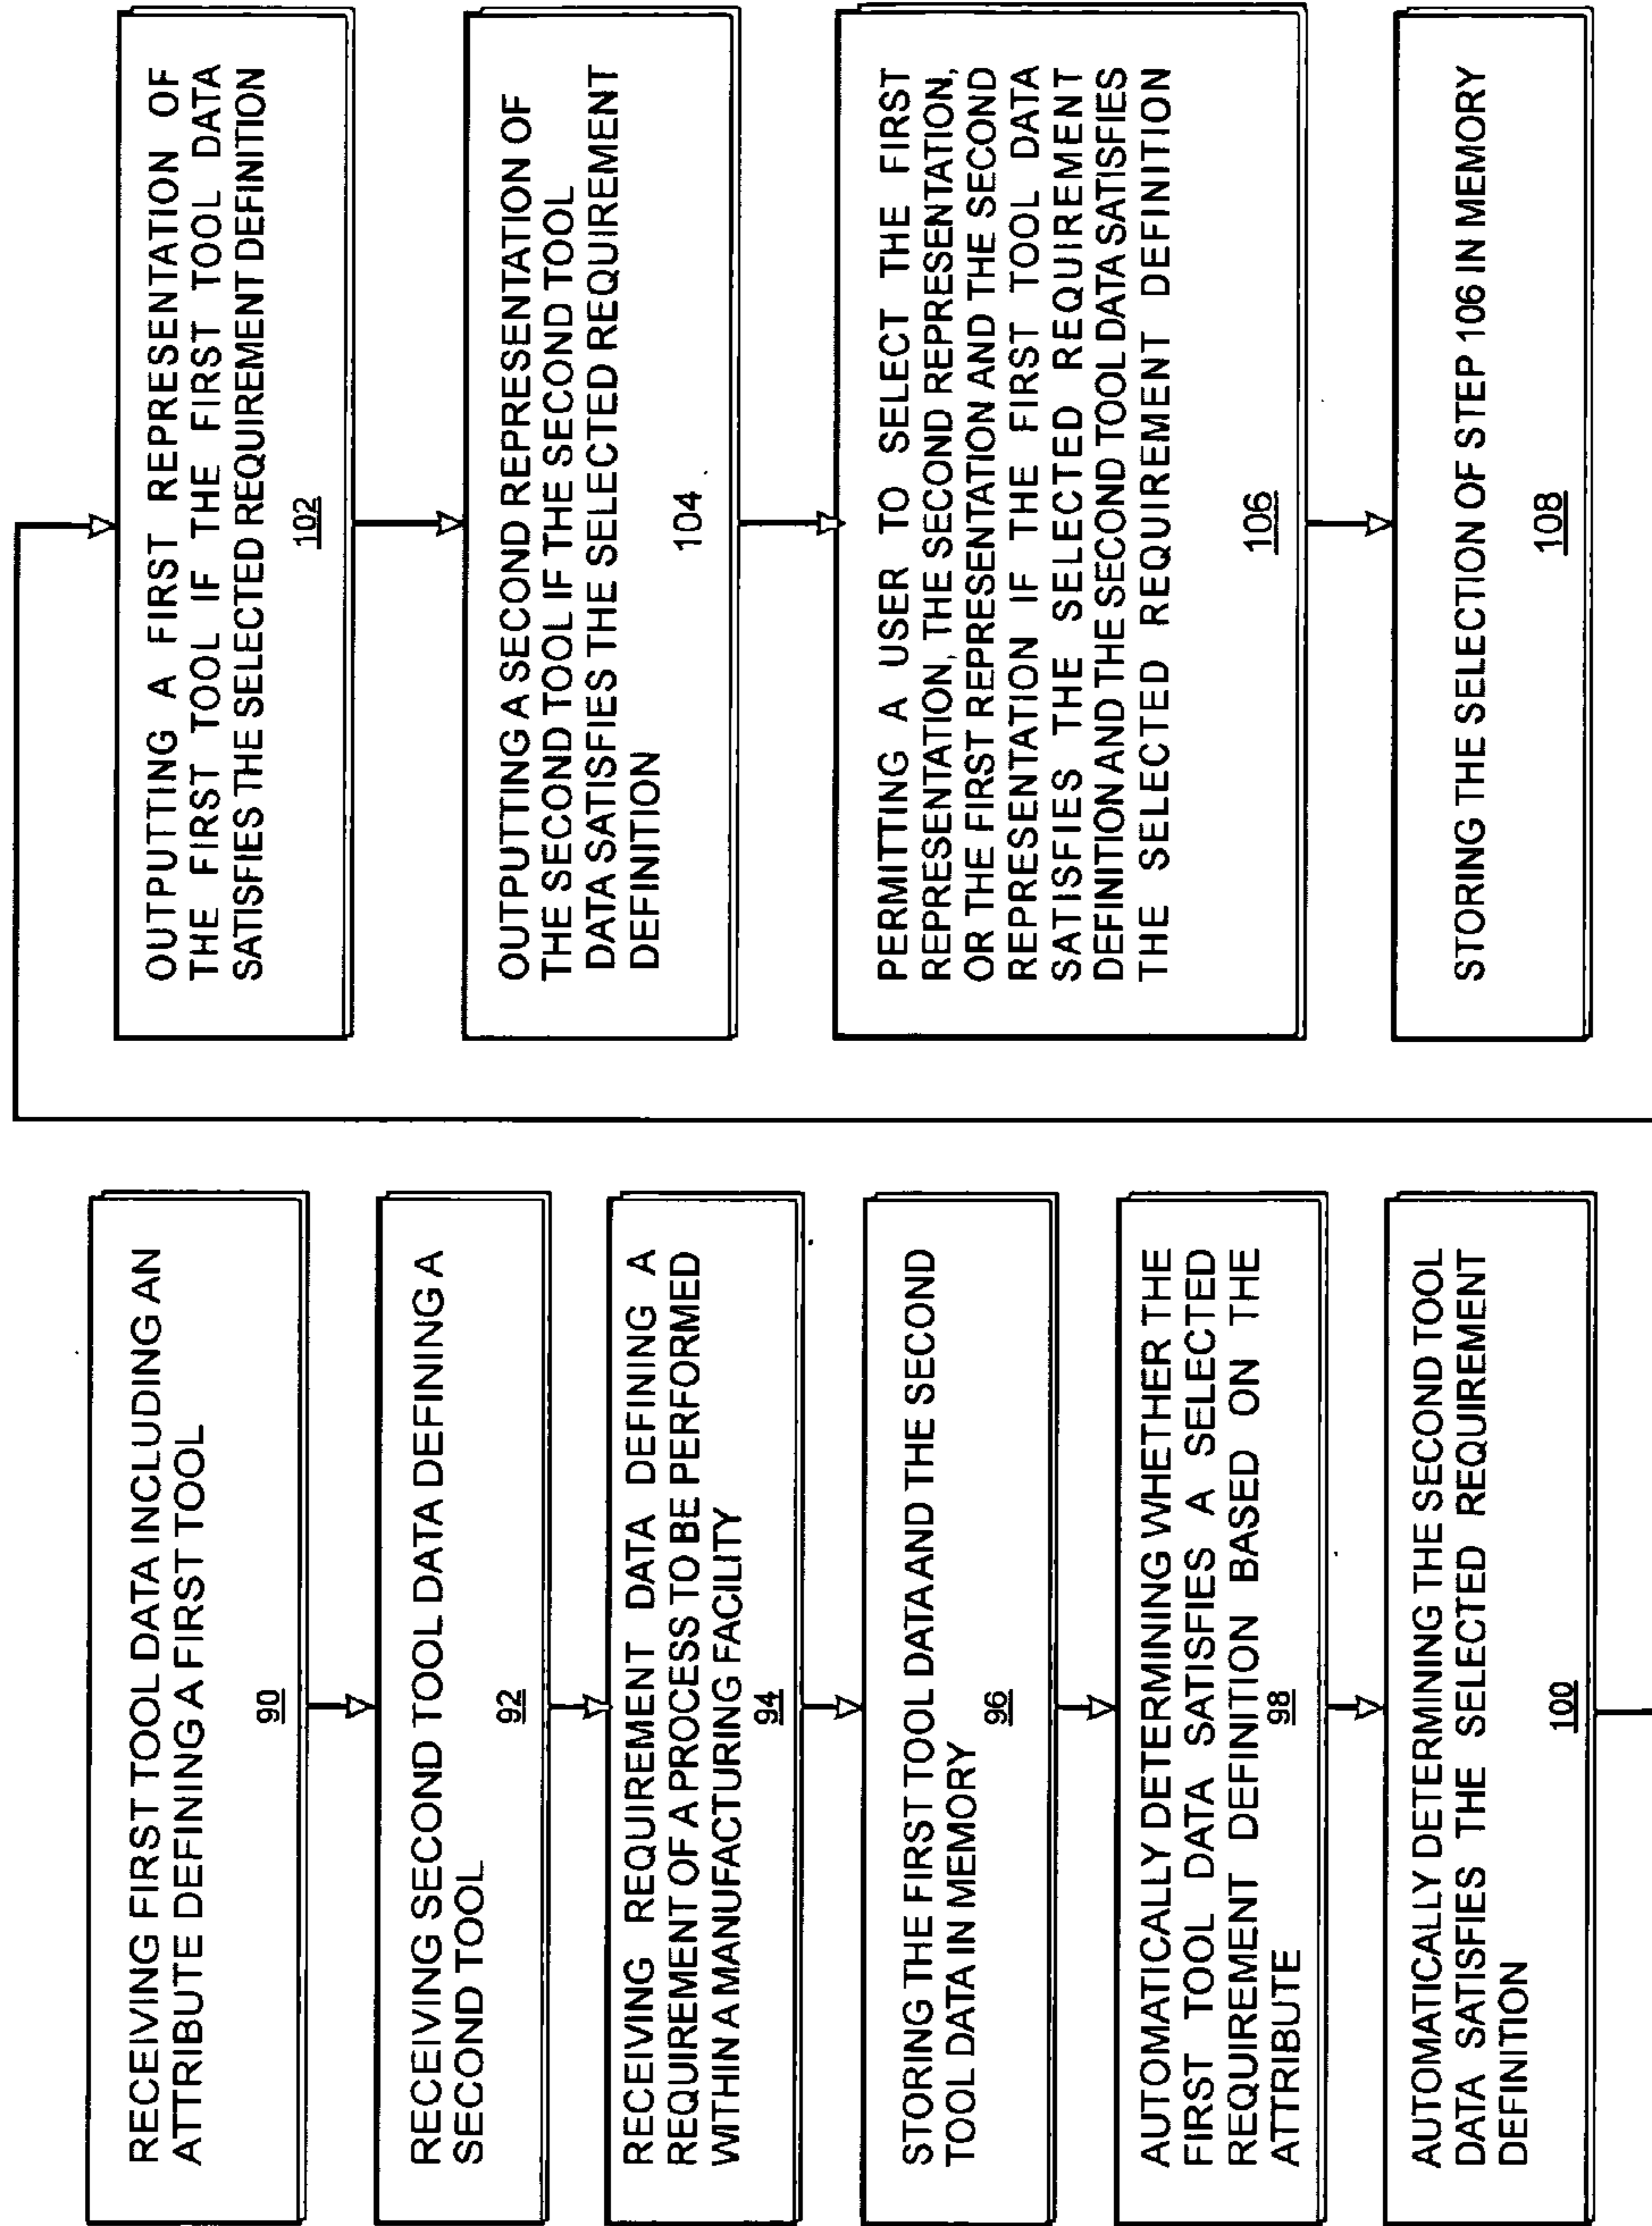 RECEIVING FIRST TOOL DATA INCLUDING AN
ATTRIBUTE DEFINING A FIRST TOOL
90
RECEIVING SECOND TOOL DATA DEFINING A
SECOND TOOL
92
RECEIVING REQUIREMENT DATA DEFINING A
REQUIREMENT OF A PROCESS TO BE PERFORMED
WITHIN A MANUFACTURING FACILITY
94
STORING THE FIRST TOOL DATA AND THE SECOND
TOOL DATA IN MEMORY
96
AUTOMATICALLY DETERMINING WHETHER THE
FIRST TOOL DATA SATISFIES A SELECTED
REQUIREMENT DEFINITION BASED ON THE
ATTRIBUTE
98
AUTOMATICALLY DETERMINING THE SECOND TOOL
DATA SATISFIES THE SELECTED REQUIREMENT
DEFINITION
100
OUTPUTTING A FIRST REPRESENTATION OF
THE FIRST TOOL IF THE FIRST TOOL DATA
SATISFIES THE SELECTED REQUIREMENT DEFINITION
102
OUTPUTTING A SECOND REPRESENTATION OF
THE SECOND TOOL IF THE SECOND TOOL
DATA SATISFIES THE SELECTED REQUIREMENT
DEFINITION
104
PERMITTING A USER TO SELECT THE FIRST
REPRESENTATION, THE SECOND REPRESENTATION,
OR THE FIRST REPRESENTATION AND THE SECOND
REPRESENTATION IF THE FIRST TOOL DATA
SATISFIES THE SELECTED REQUIREMENT
DEFINITION AND THE SECOND TOOL DATA SATISFIES
THE SELECTED REQUIREMENT DEFINITION
106
STORING THE SELECTION OF STEP 106 IN MEMORY
108